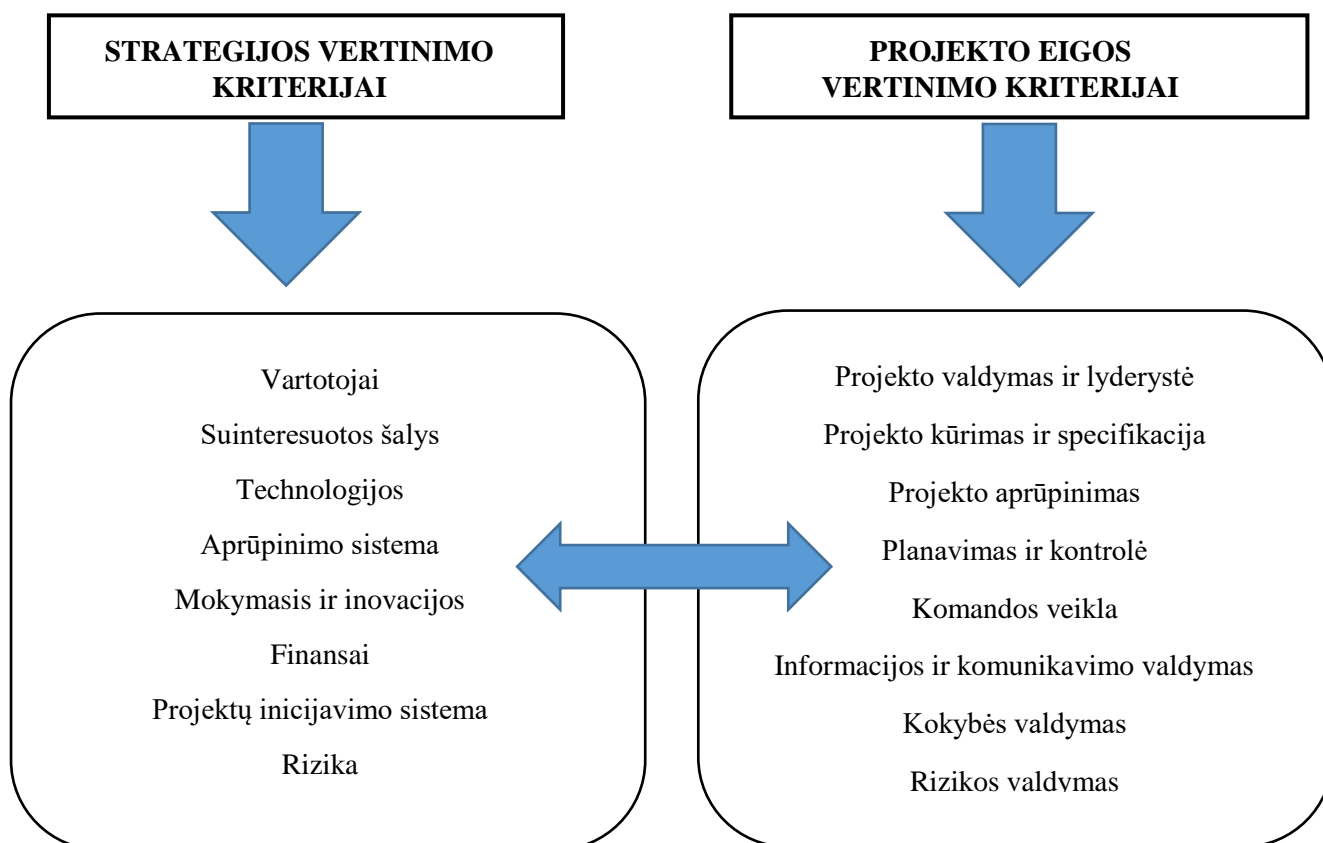 STRATEGIJOS VERTINIMO
KRITERIJAI
PROJEKTO EIGOS
VERTINIMO KRITERIJAI
Vartotojai
Suinteresuotos šalys
Technologijos
Aprūpinimo sistema
Mokymasis ir inovacijos
Finansai
Projektų inicijavimo sistema
Rizika
Projekto valdymas ir lyderystė
Projekto kūrimas ir specifikacija
Projekto aprūpinimas
Planavimas ir kontrolė
Komandos veikla
Informacijos ir komunikavimo valdymas
Kokybės valdymas
Rizikos valdymas